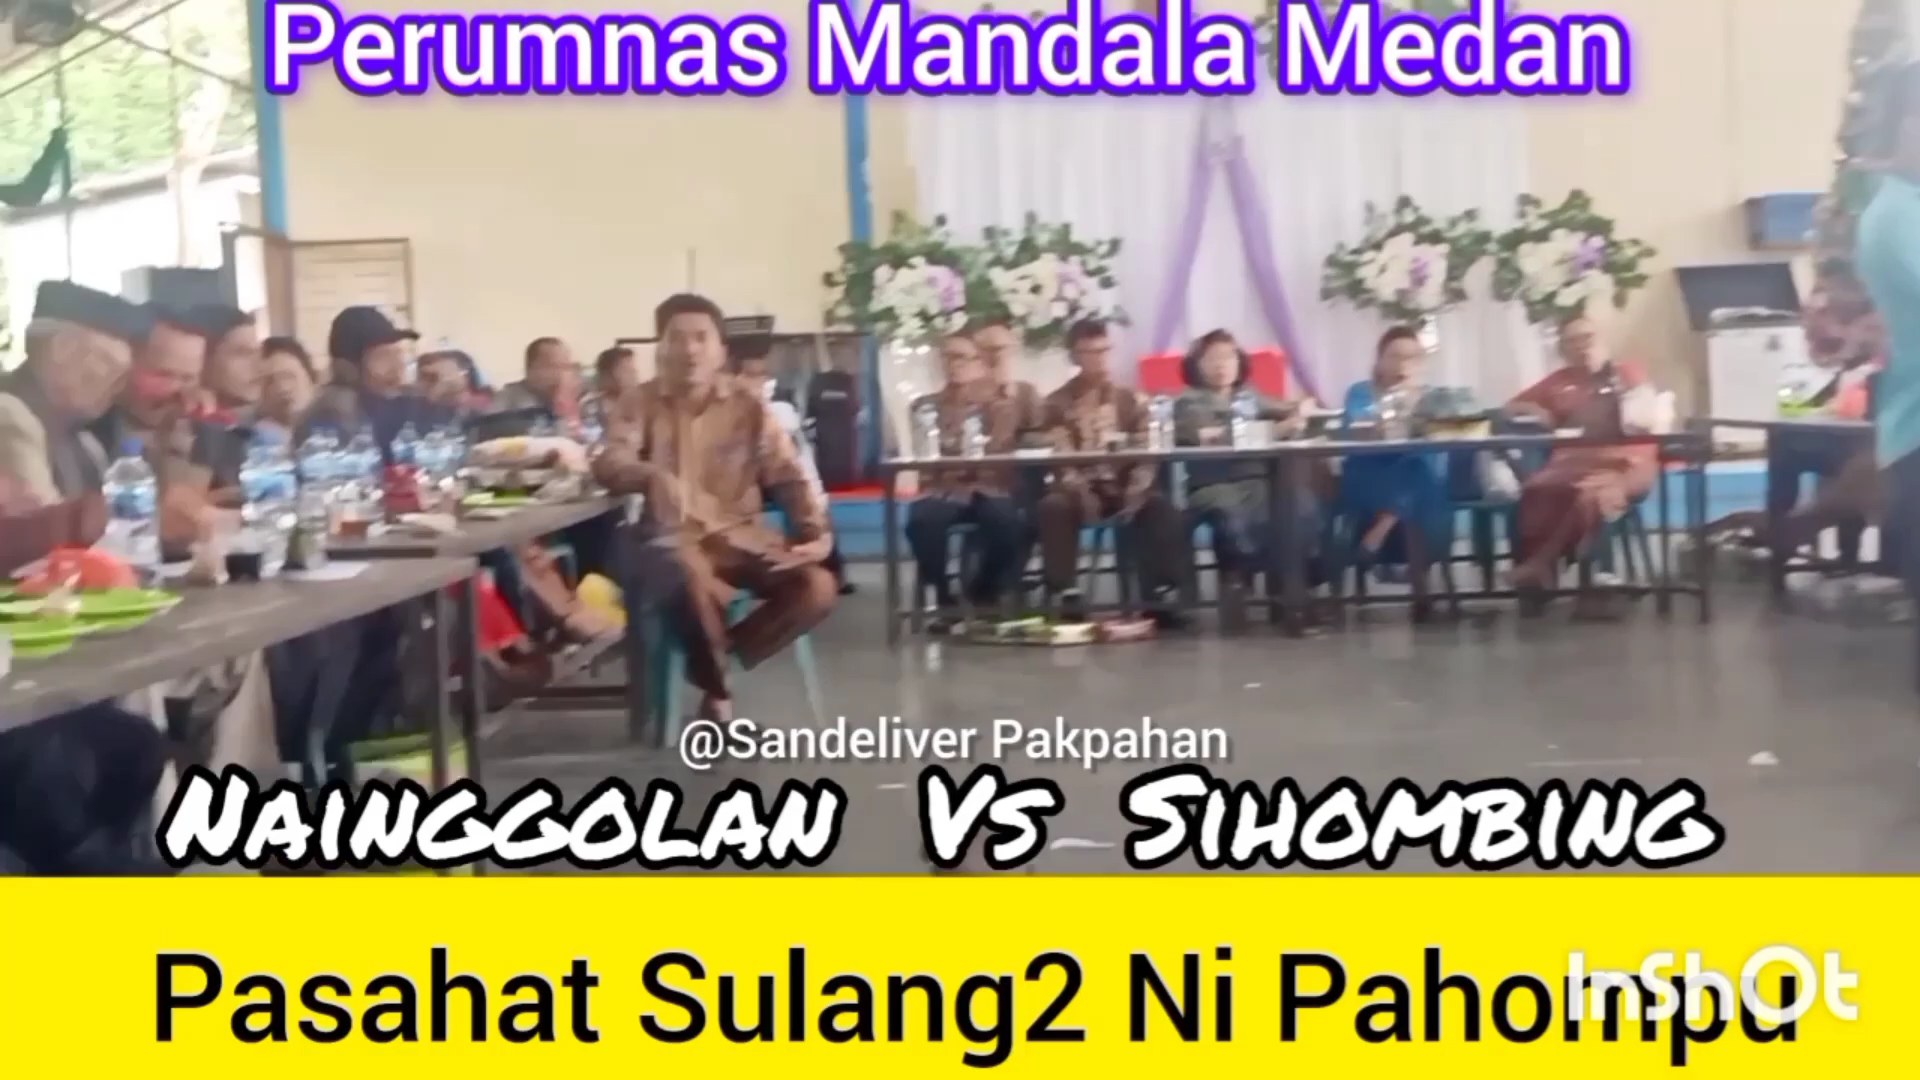 Perumnas Mandala Medan
@Sandeliver Pakpahan
Nainggolan Vs Sihombing
Pasahat Sulang2 Ni Pahompu
InShOt